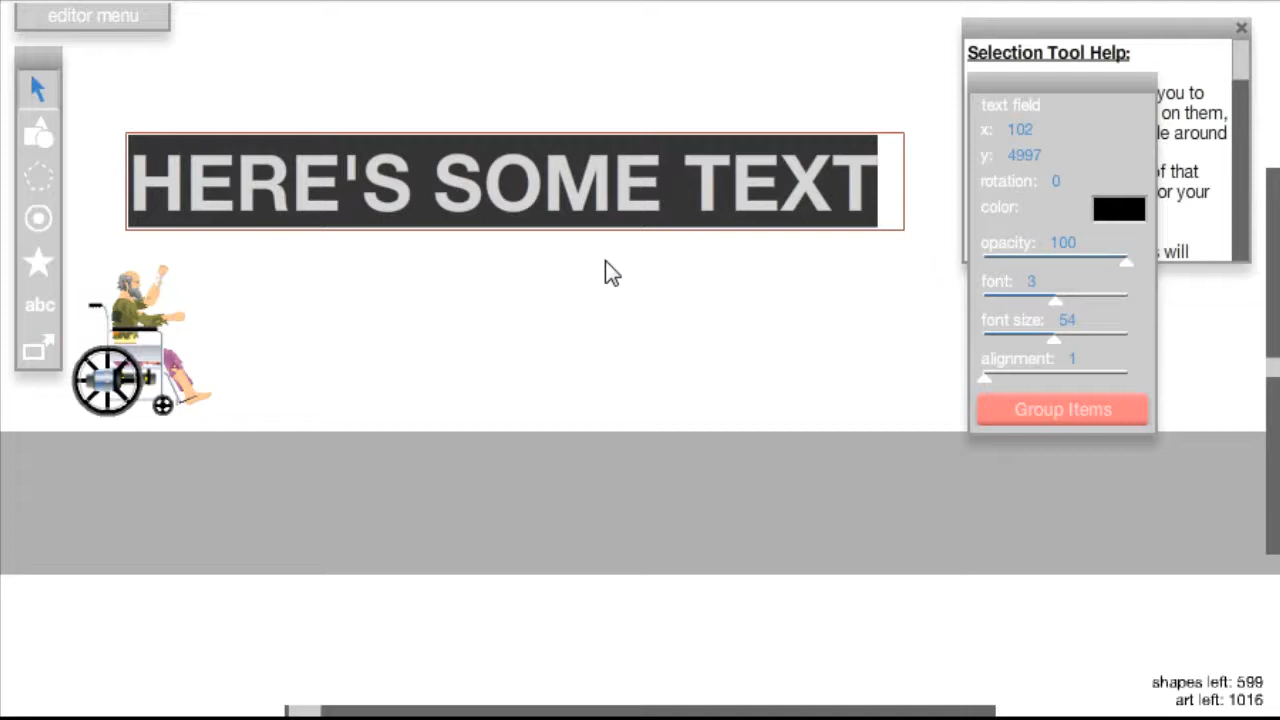 editor menu
Selection Tool Help:
you to
on them,
le around
f that
or your
s will
HERE'S SOME TEXT
abc
text field
x: 102
y: 4997
rotation: 0
color:
opacity: 100
font: 3
font size: 54
alignment: 1
Group Items
shapes left: 599
art left: 1016